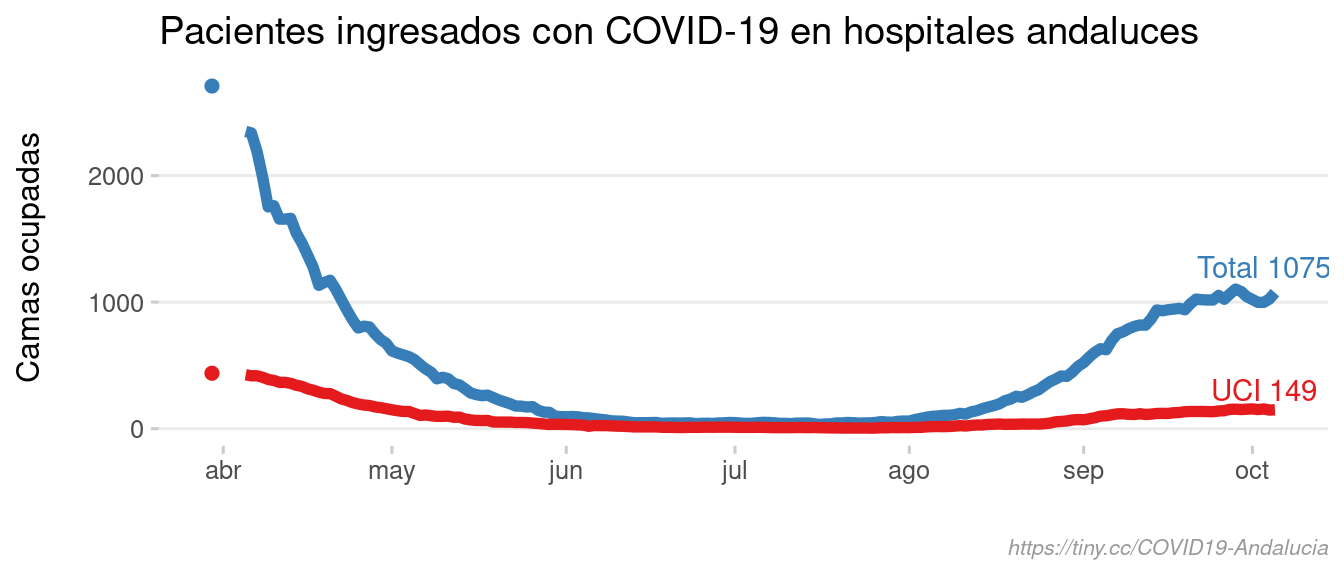 Pacientes ingresados con COVID-19 en hospitales andaluces
Camas ocupadas
2000
1000
0
Total 1075
UCI 149
abr may jun jul ago sep oct
https://tiny.cc/COVID19-Andalucia